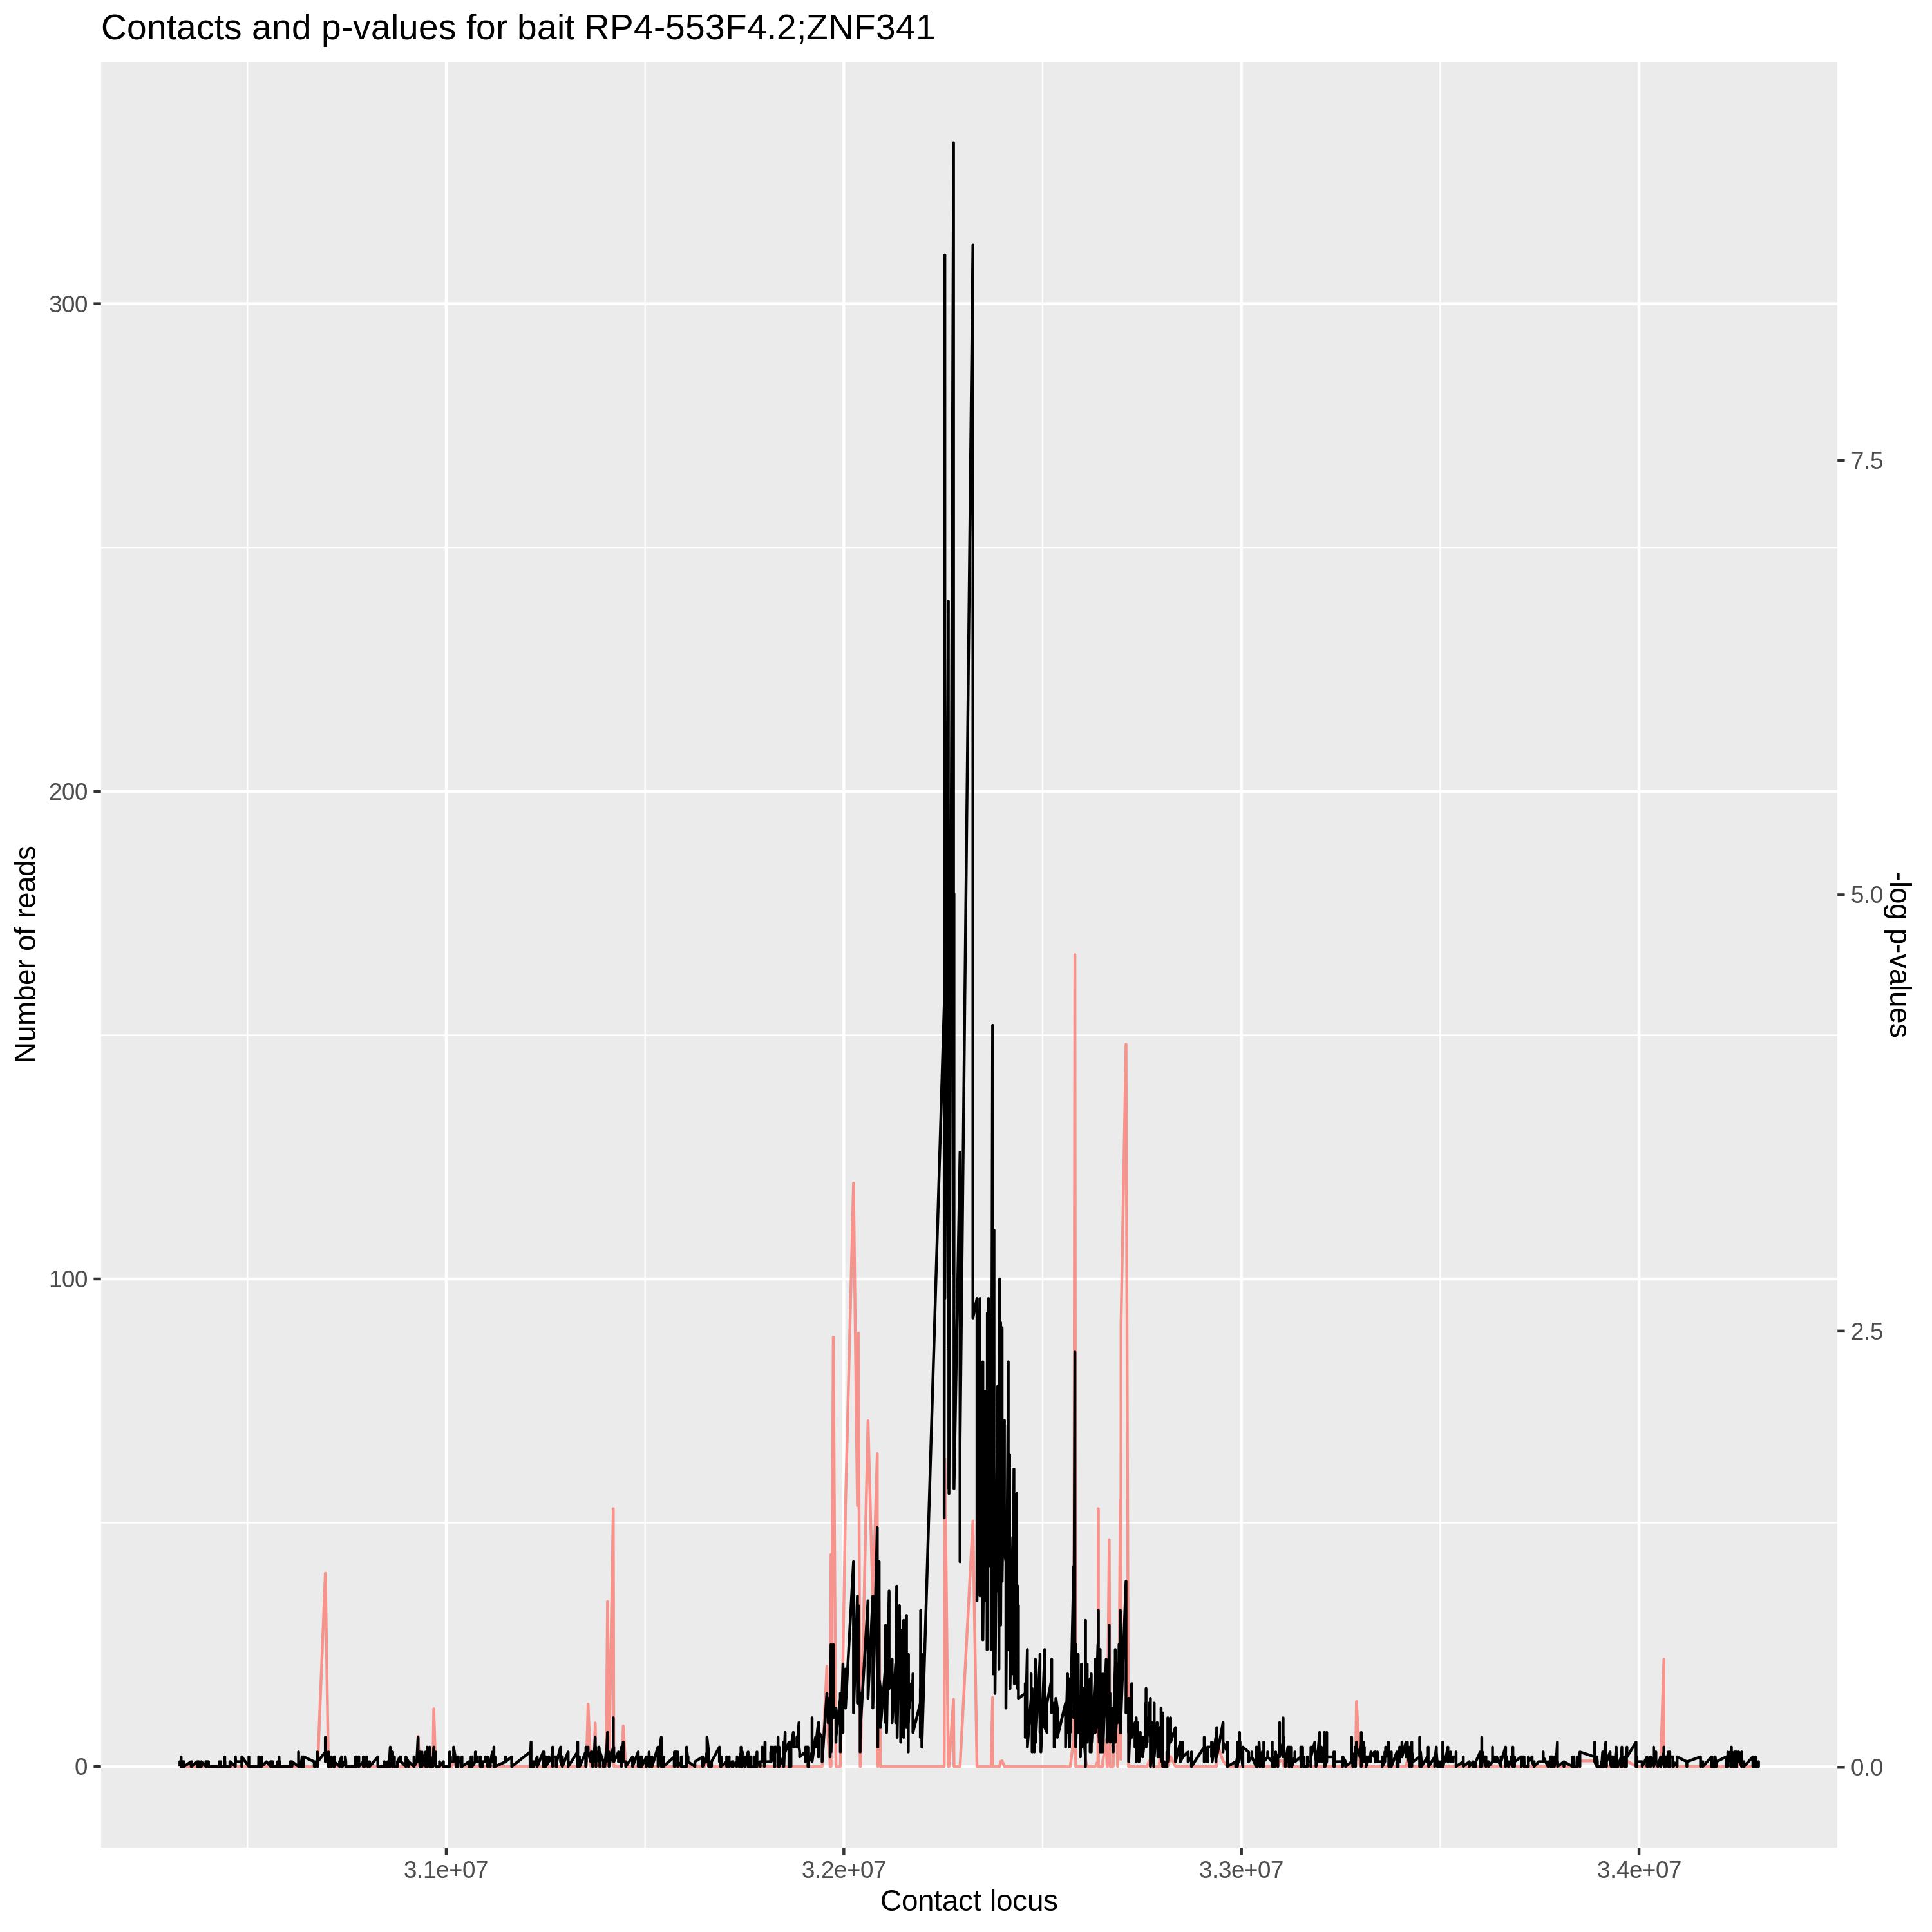 Contacts and p-values for bait RP4-553F4.2;ZNF341
300
200
100
0
Number of reads
7.5
5.0
2.5
0.0
-log p-values
3.1e+07 3.2e+07 3.3e+07 3.4e+07
Contact locus